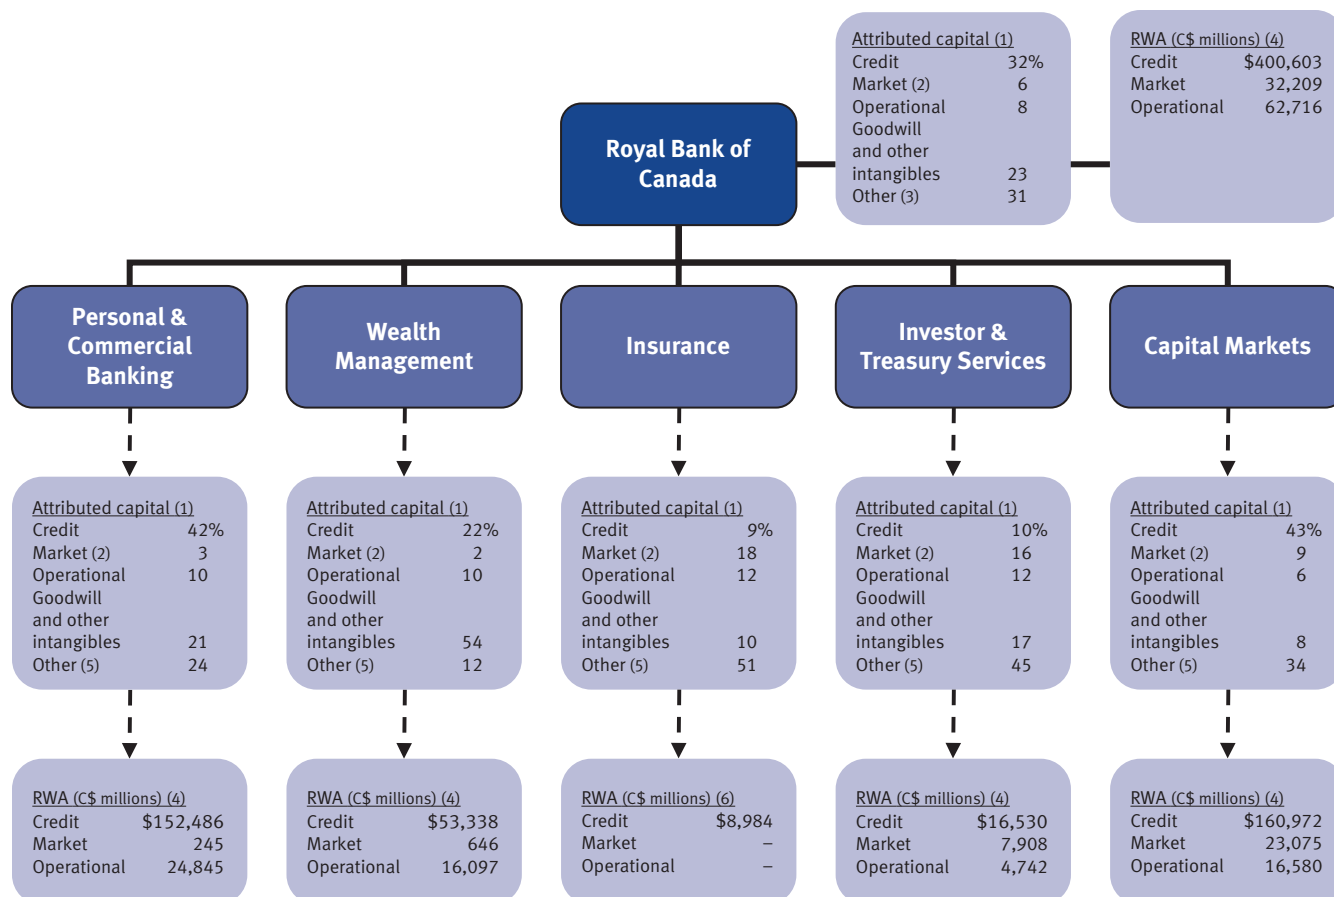 Attributed capital (1)
Credit 32%
Market (2) 6
Operational 8
Goodwill
and other
intangibles 23
Other (3) 31
RWA (C$ millions) (4)
Credit $400,603
Market 32,209
Operational 62,716
Royal Bank of
Canada
Personal &
Commercial
Banking
Wealth
Management
Insurance
Investor &
Treasury Services
Capital Markets
Attributed capital (1)
Credit 42%
Market (2) 3
Operational 10
Goodwill
and other
intangibles 21
Other (5) 24
Attributed capital (1)
Credit 22%
Market (2) 2
Operational 10
Goodwill
and other
intangibles 54
Other (5) 12
Attributed capital (1)
Credit 9%
Market (2) 18
Operational 12
Goodwill
and other
intangibles 10
Other (5) 51
Attributed capital (1)
Credit 10%
Market (2) 16
Operational 12
Goodwill
and other
intangibles 17
Other (5) 45
Attributed capital (1)
Credit 43%
Market (2) 9
Operational 6
Goodwill
and other
intangibles 8
Other (5) 34
RWA (C$ millions) (4)
Credit $152,486
Market 245
Operational 24,845
RWA (C$ millions) (4)
Credit $53,338
Market 646
Operational 16,097
RWA (C$ millions) (6)
Credit $8,984
Market –
Operational –
RWA (C$ millions) (4)
Credit $16,530
Market 7,908
Operational 4,742
RWA (C$ millions) (4)
Credit $160,972
Market 23,075
Operational 16,580